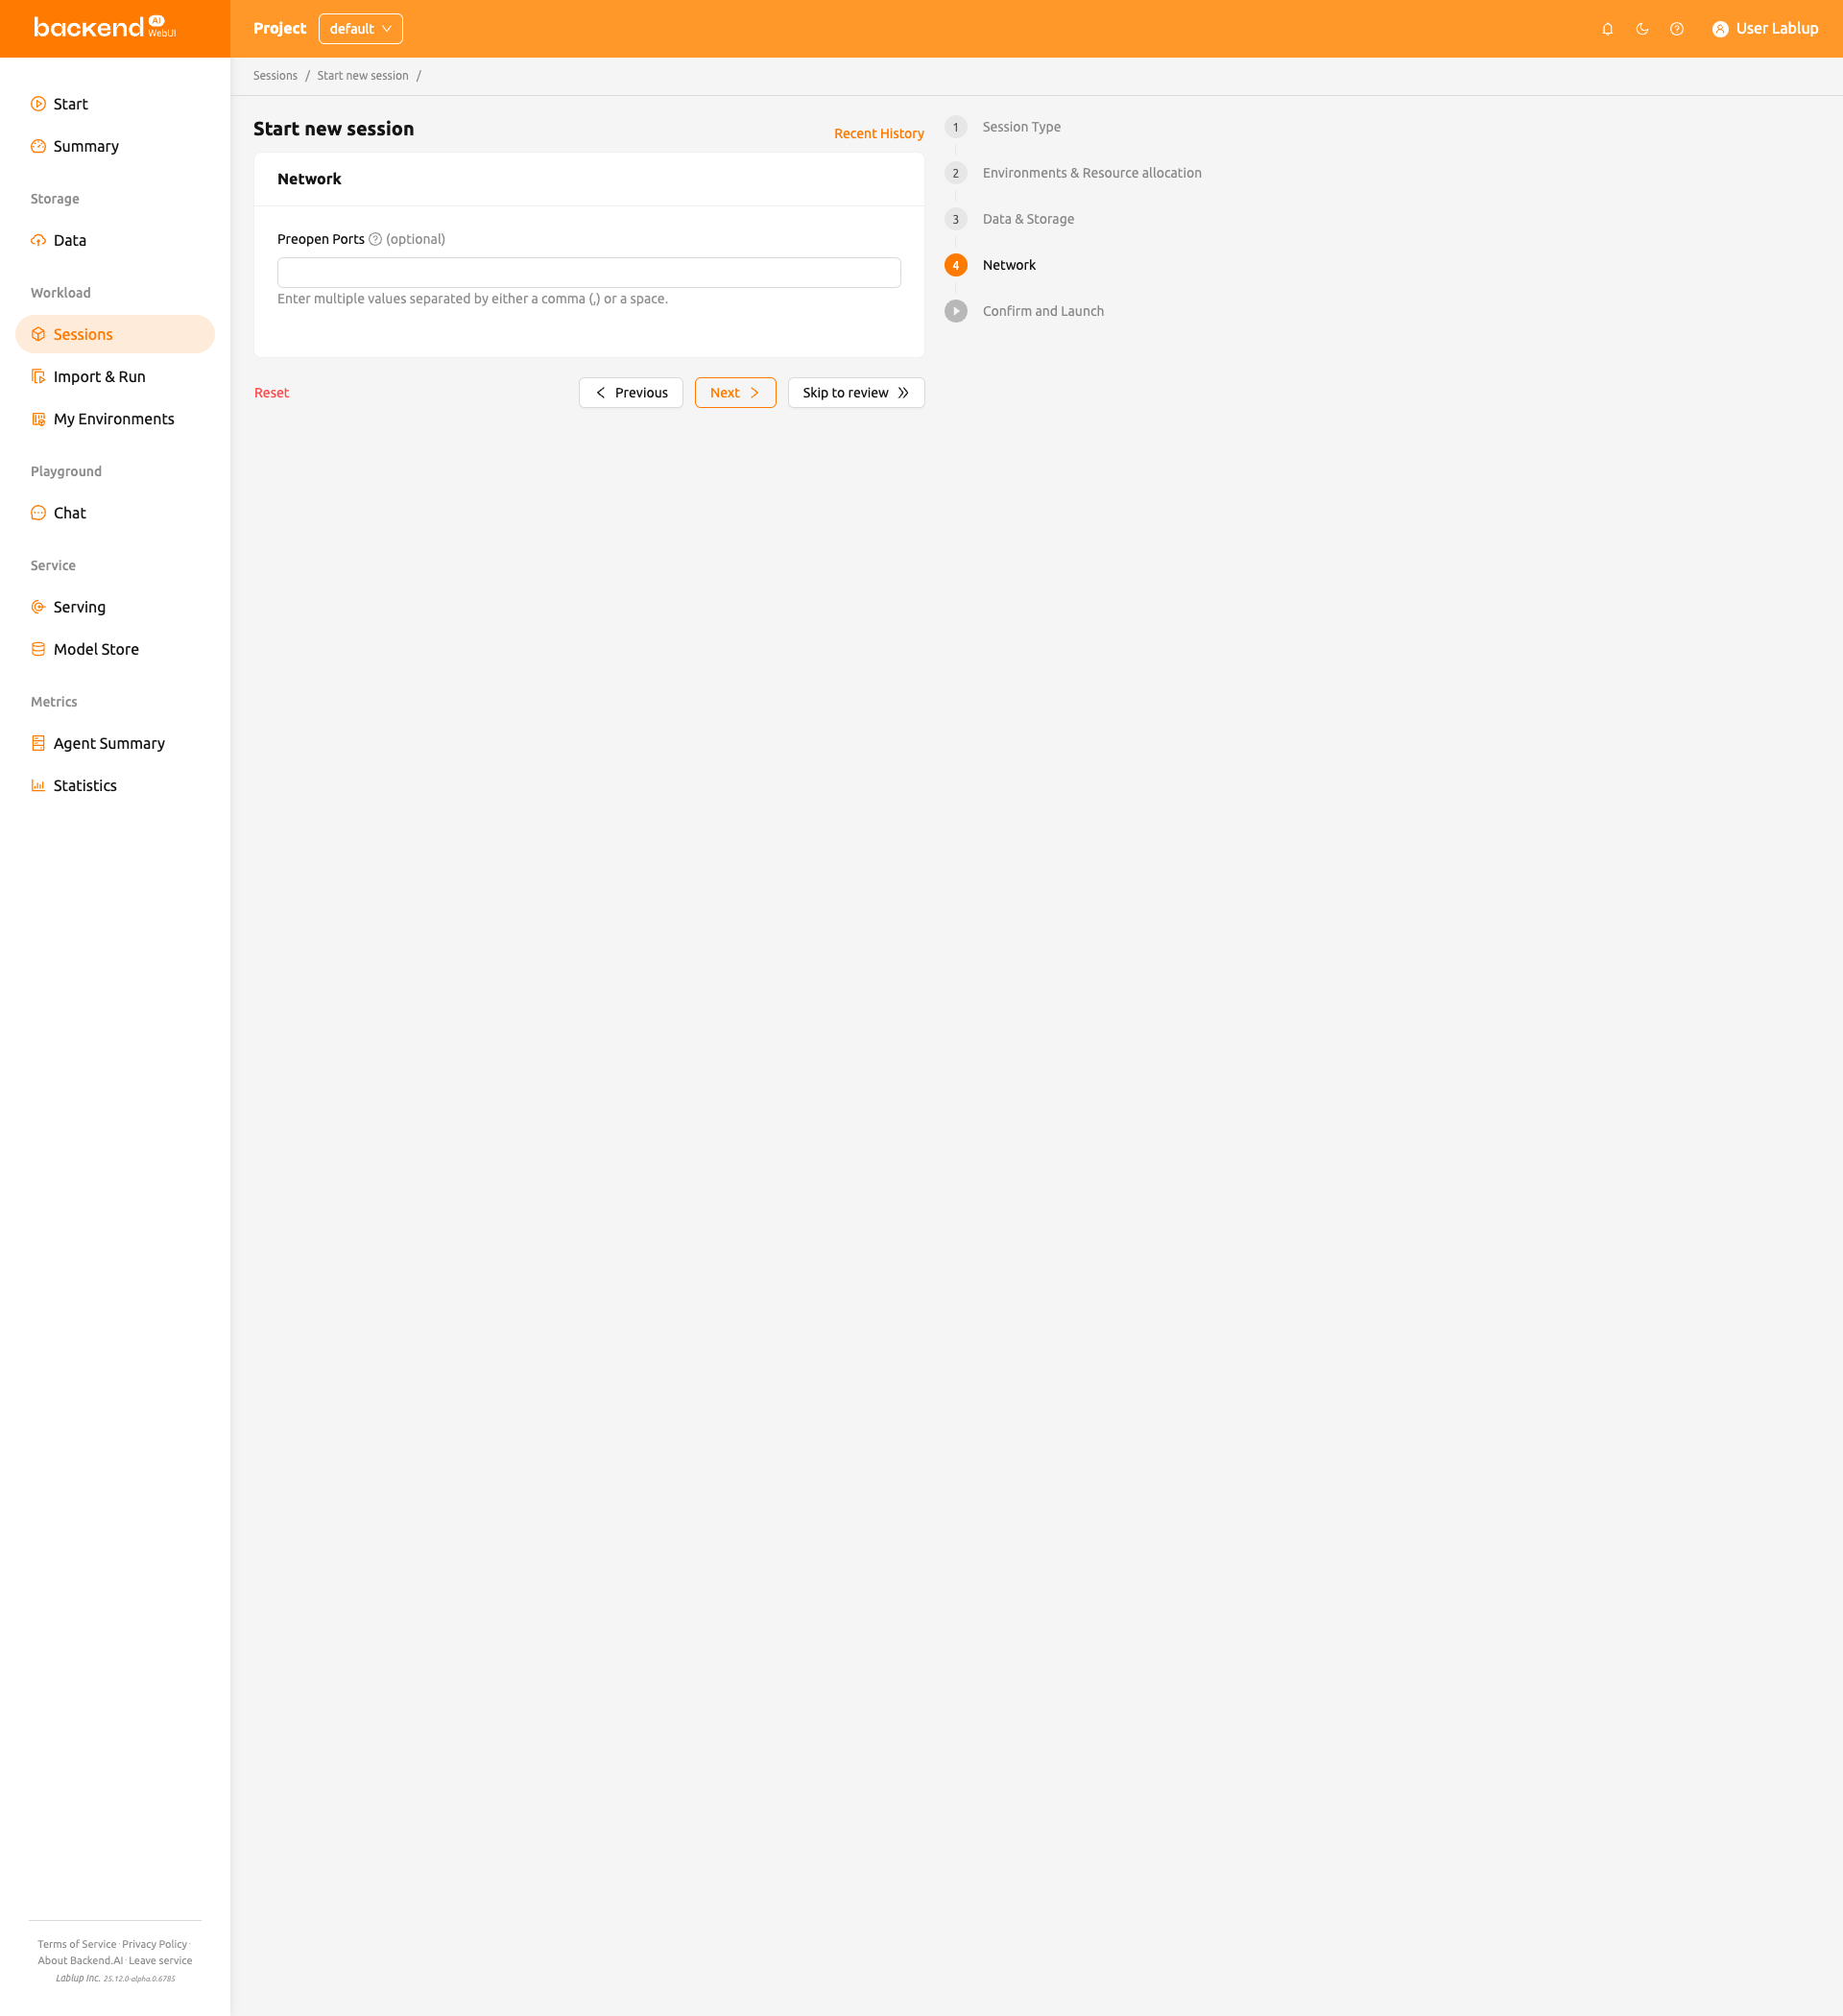 backend AI WebUI
Project default User Lablup
Sessions / Start new session /
Start
Summary
Storage
Data
Workload
Sessions
Import & Run
My Environments
Playground
Chat
Service
Serving
Model Store
Metrics
Agent Summary
Statistics
Terms of Service · Privacy Policy ·
About Backend.AI · Leave service
Lablup Inc. 25.12.0-alpha.0.6785
Start new session
Recent History
Network
Preopen Ports (optional)
Enter multiple values separated by either a comma (,) or a space.
Reset
Previous
Next
Skip to review
1 Session Type
2 Environments & Resource allocation
3 Data & Storage
4 Network
Confirm and Launch